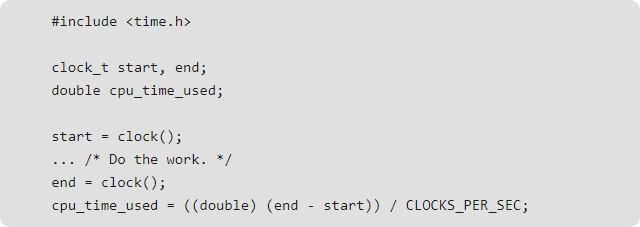 #include <time.h>
clock_t start, end;
double cpu_time_used;
start = clock();
... /* Do the work. */
end = clock();
cpu_time_used = ((double) (end - start)) / CLOCKS_PER_SEC;